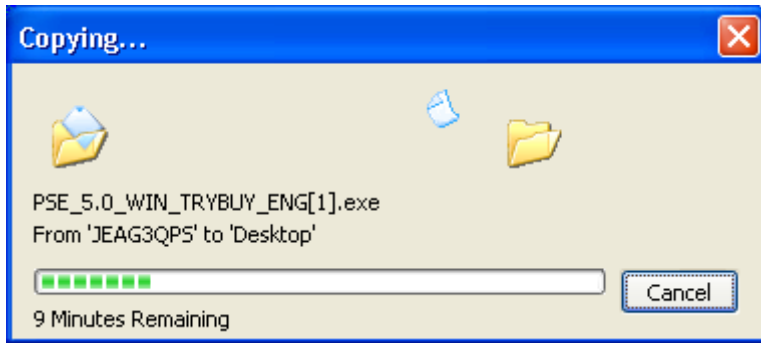 Copying...
PSE_5.0_WIN_TRYBUY_ENG[1].exe
From 'JEAG3QPS' to 'Desktop'
Cancel
9 Minutes Remaining